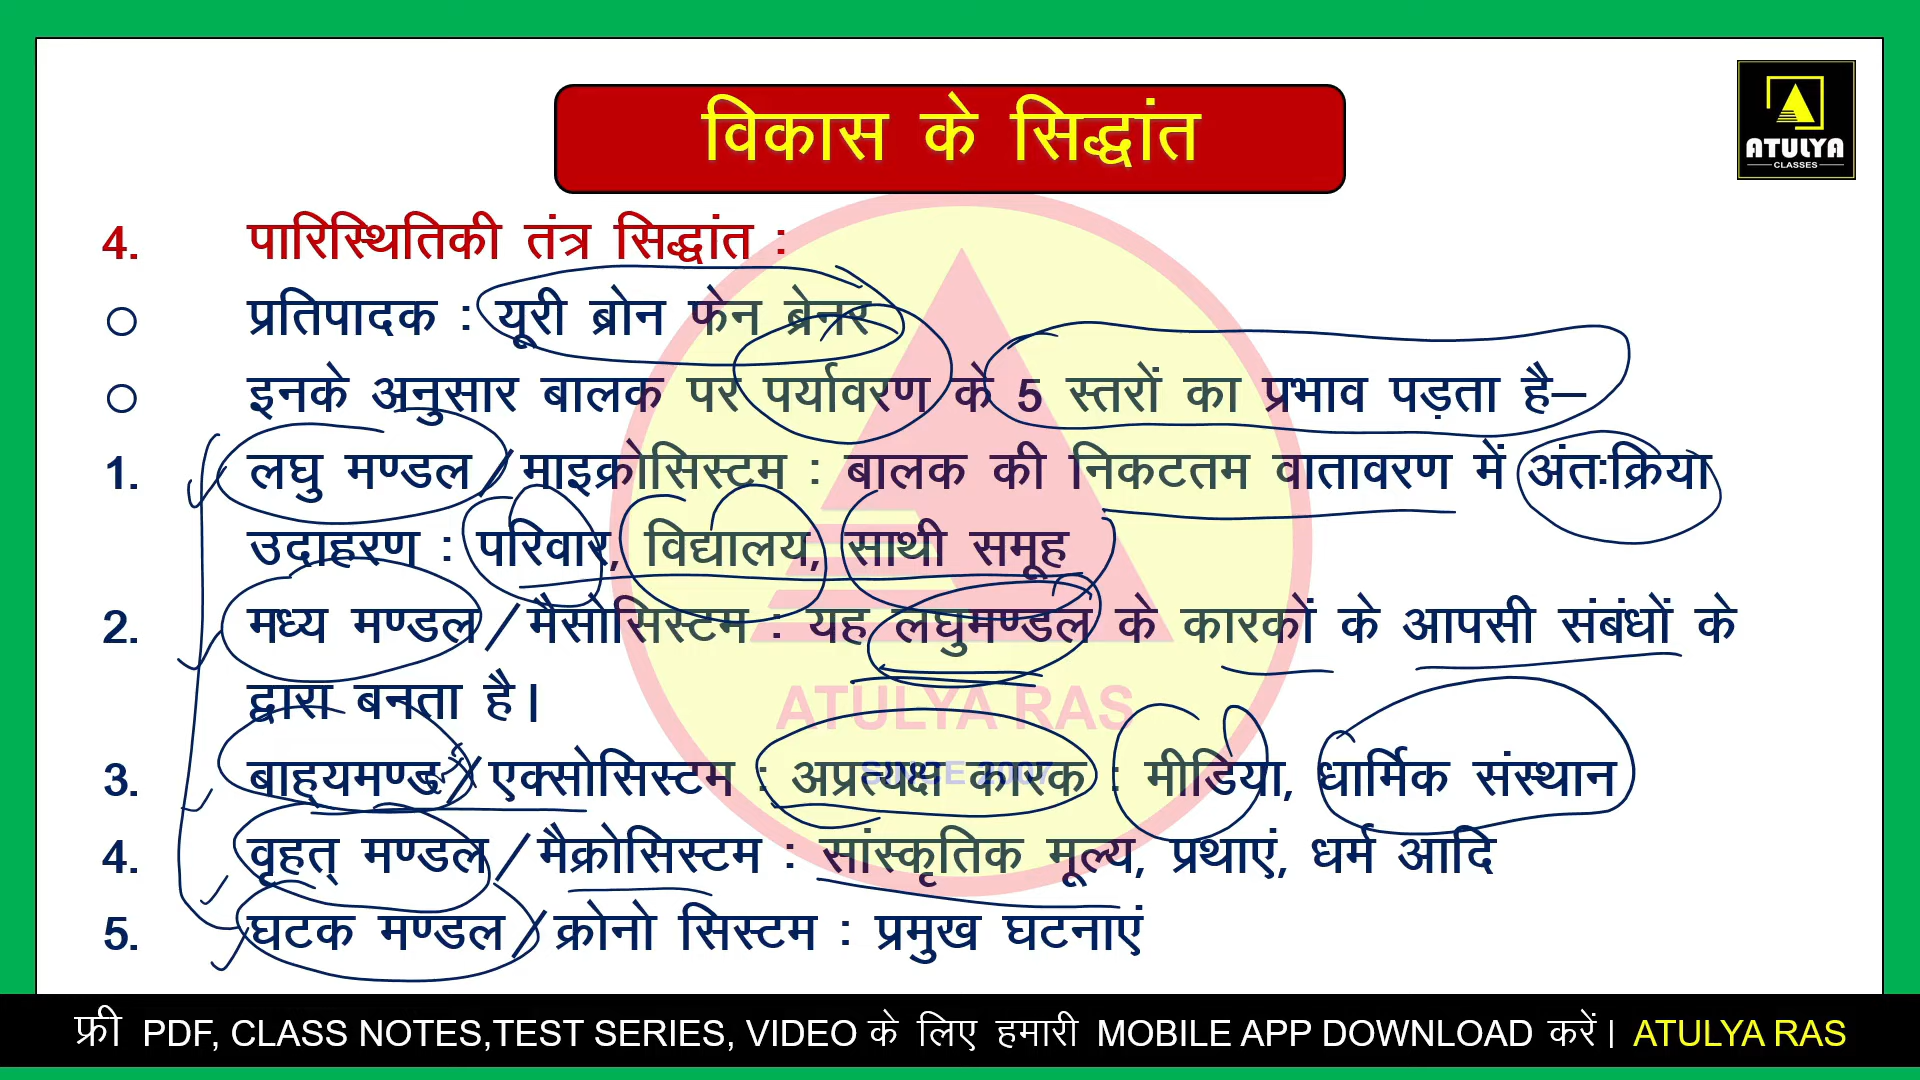 विकास के सिद्धांत
ATULYA
CLASSES
4. पारिस्थितिकी तंत्र सिद्धांत :
○ प्रतिपादक : यूरी ब्रोन फेन ब्रेनर
○ इनके अनुसार बालक पर पर्यावरण के 5 स्तरों का प्रभाव पड़ता है—
1. लघु मण्डल/माइक्रोसिस्टम : बालक की निकटतम वातावरण में अंतःक्रिया
उदाहरण : परिवार, विद्यालय, साथी समूह
2. मध्य मण्डल/मैसोसिस्टम : यह लघुमण्डल के कारकों के आपसी संबंधों के
द्वारा बनता है।
ATULYA RAS
3. बाहयमण्ड/एक्सोसिस्टम : अप्रत्यक्ष कारक : मीडिया, धार्मिक संस्थान
SINCE 2007
4. वृहत् मण्डल/मैक्रोसिस्टम : सांस्कृतिक मूल्य, प्रथाएं, धर्म आदि
5. घटक मण्डल/क्रोनो सिस्टम : प्रमुख घटनाएं
फ्री PDF, CLASS NOTES,TEST SERIES, VIDEO के लिए हमारी MOBILE APP DOWNLOAD करें। ATULYA RAS